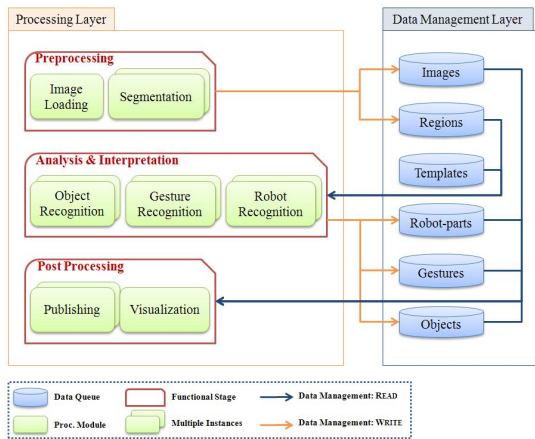 Processing Layer
Data Management Layer
Preprocessing
Image
Loading
Segmentation
Images
Regions
Templates
Analysis & Interpretation
Object
Recognition
Gesture
Recognition
Robot
Recognition
Robot-parts
Gestures
Objects
Post Processing
Publishing
Visualization
Data Queue
Functional Stage
Data Management: READ
Proc. Module
Multiple Instances
Data Management: WRITE